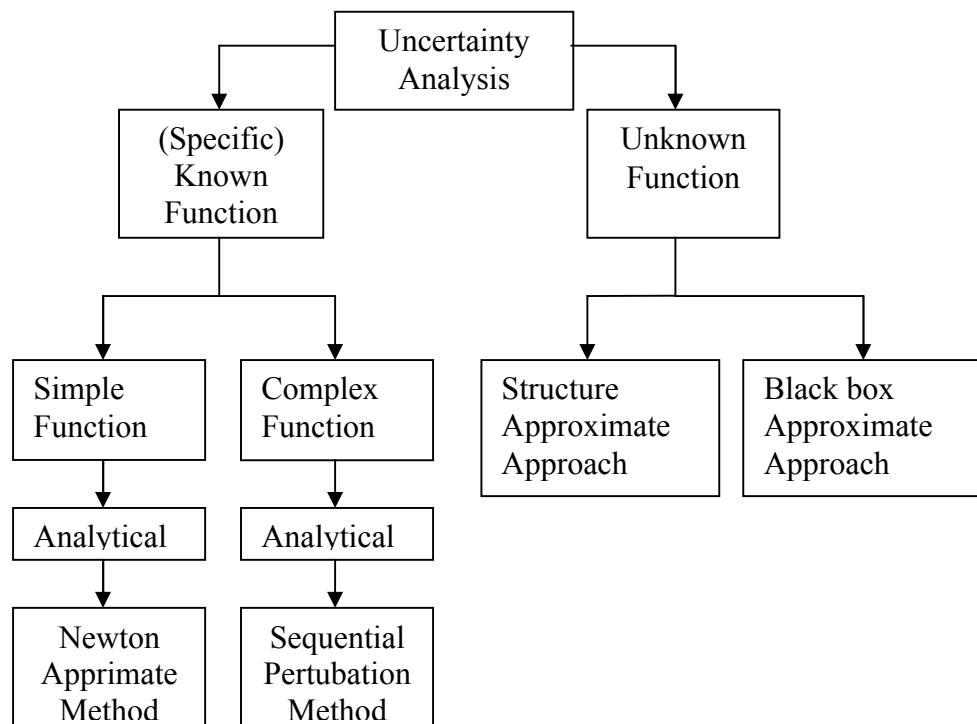 Uncertainty
Analysis
(Specific)
Known
Function
Unknown
Function
Simple
Function
Complex
Function
Structure
Approximate
Approach
Black box
Approximate
Approach
Analytical
Analytical
Newton
Apprimate
Method
Sequential
Pertubation
Method